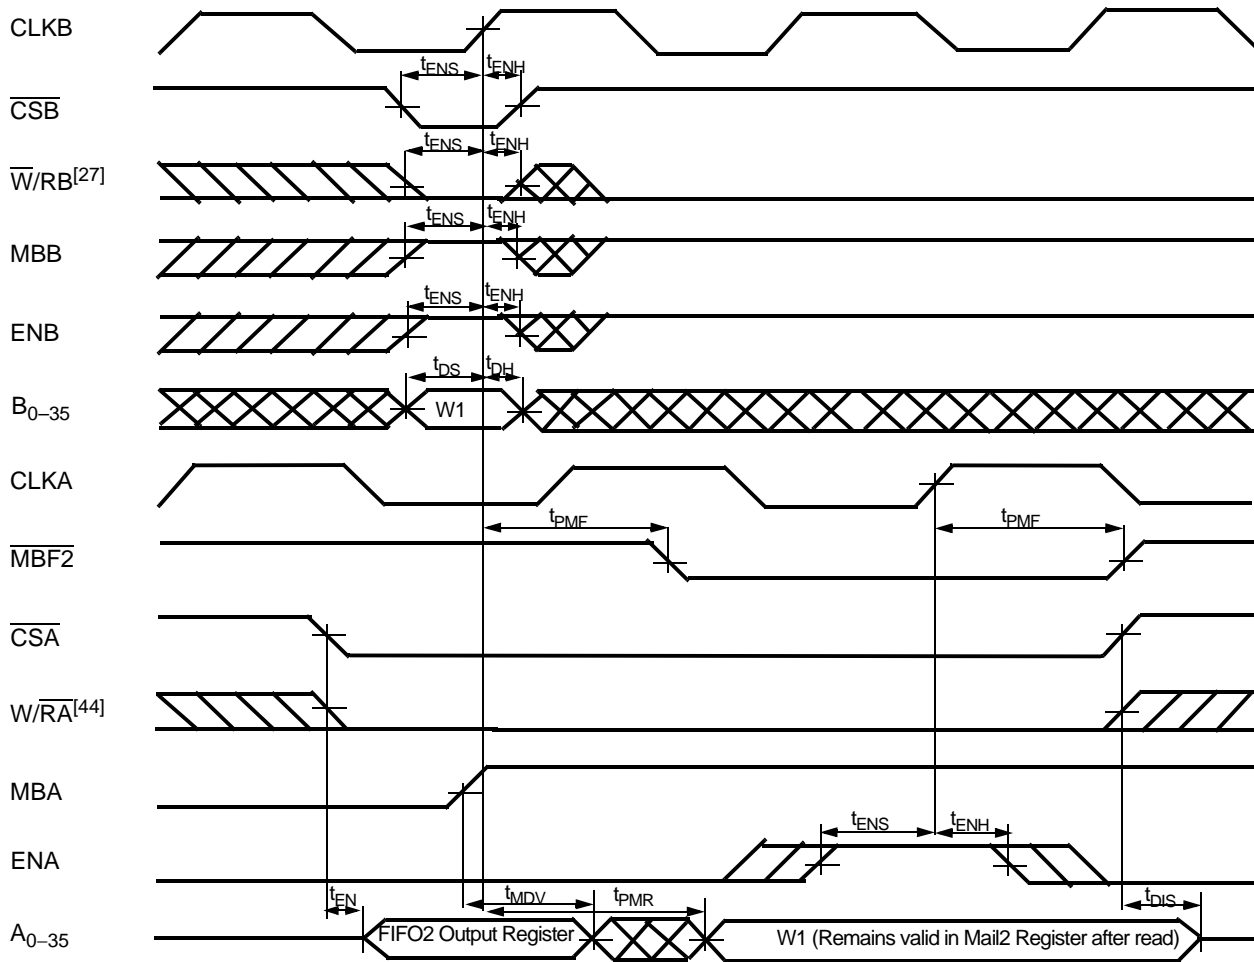 CLKB
tENS tENH
CSB
tENS tENH
W/RB[27]
tENS tENH
MBB
tENS tENH
ENB
tDS tDH
B0–35 W1
CLKA
tPMF tPMF
MBF2
CSA
W/RA[44]
MBA
tENS tENH
ENA
tEN tMDV tPMR tDIS
A0–35 FIFO2 Output Register W1 (Remains valid in Mail2 Register after read)